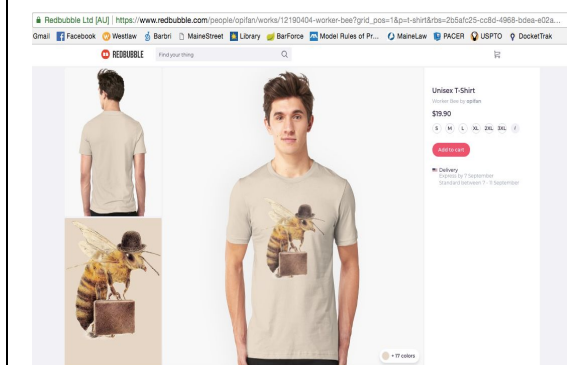 Redbubble Ltd [AU] | https://www.redbubble.com/people/opifan/works/12190404-worker-bee?grid_pos=1&p=t-shirt&rbs=2b5afc25-cc8d-4968-bdea-e02a...
Gmail Facebook Westlaw Barbri MaineStreet Library BarForce Model Rules of Pr... MaineLaw PACER USPTO DocketTrak
REDBUBBLE Find your thing
Unisex T-Shirt
Worker Bee by opifan
$19.90
S M L XL 2XL 3XL i
Add to cart
Delivery
Express by 7 September
Standard between 7 - 11 September
+ 17 colors